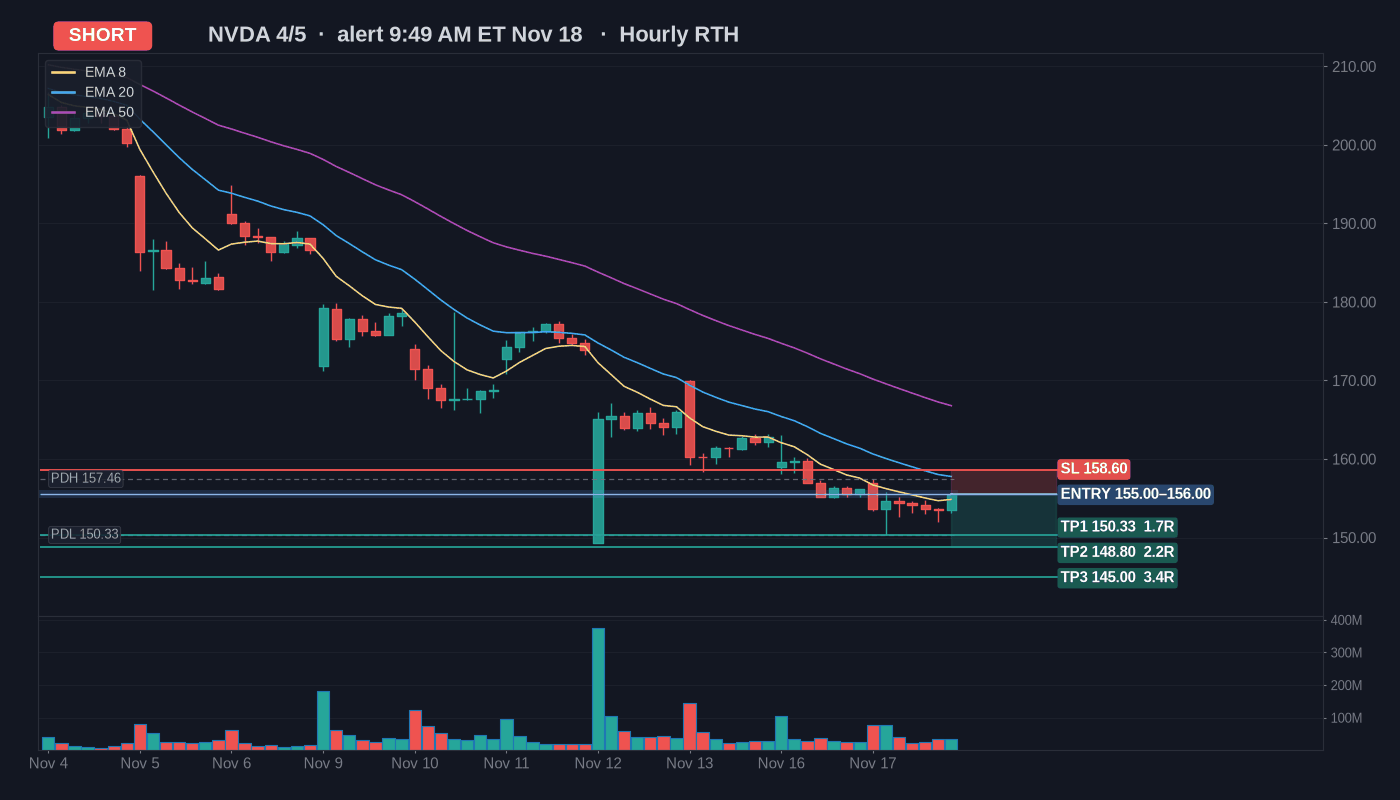 SHORT
NVDA 4/5 · alert 9:49 AM ET Nov 18 · Hourly RTH
EMA 8
EMA 20
EMA 50
210.00
200.00
190.00
180.00
170.00
160.00
150.00
PDH 157.46
PDL 150.33
SL 158.60
ENTRY 155.00–156.00
TP1 150.33 1.7R
TP2 148.80 2.2R
TP3 145.00 3.4R
400M
300M
200M
100M
Nov 4 Nov 5 Nov 6 Nov 9 Nov 10 Nov 11 Nov 12 Nov 13 Nov 16 Nov 17